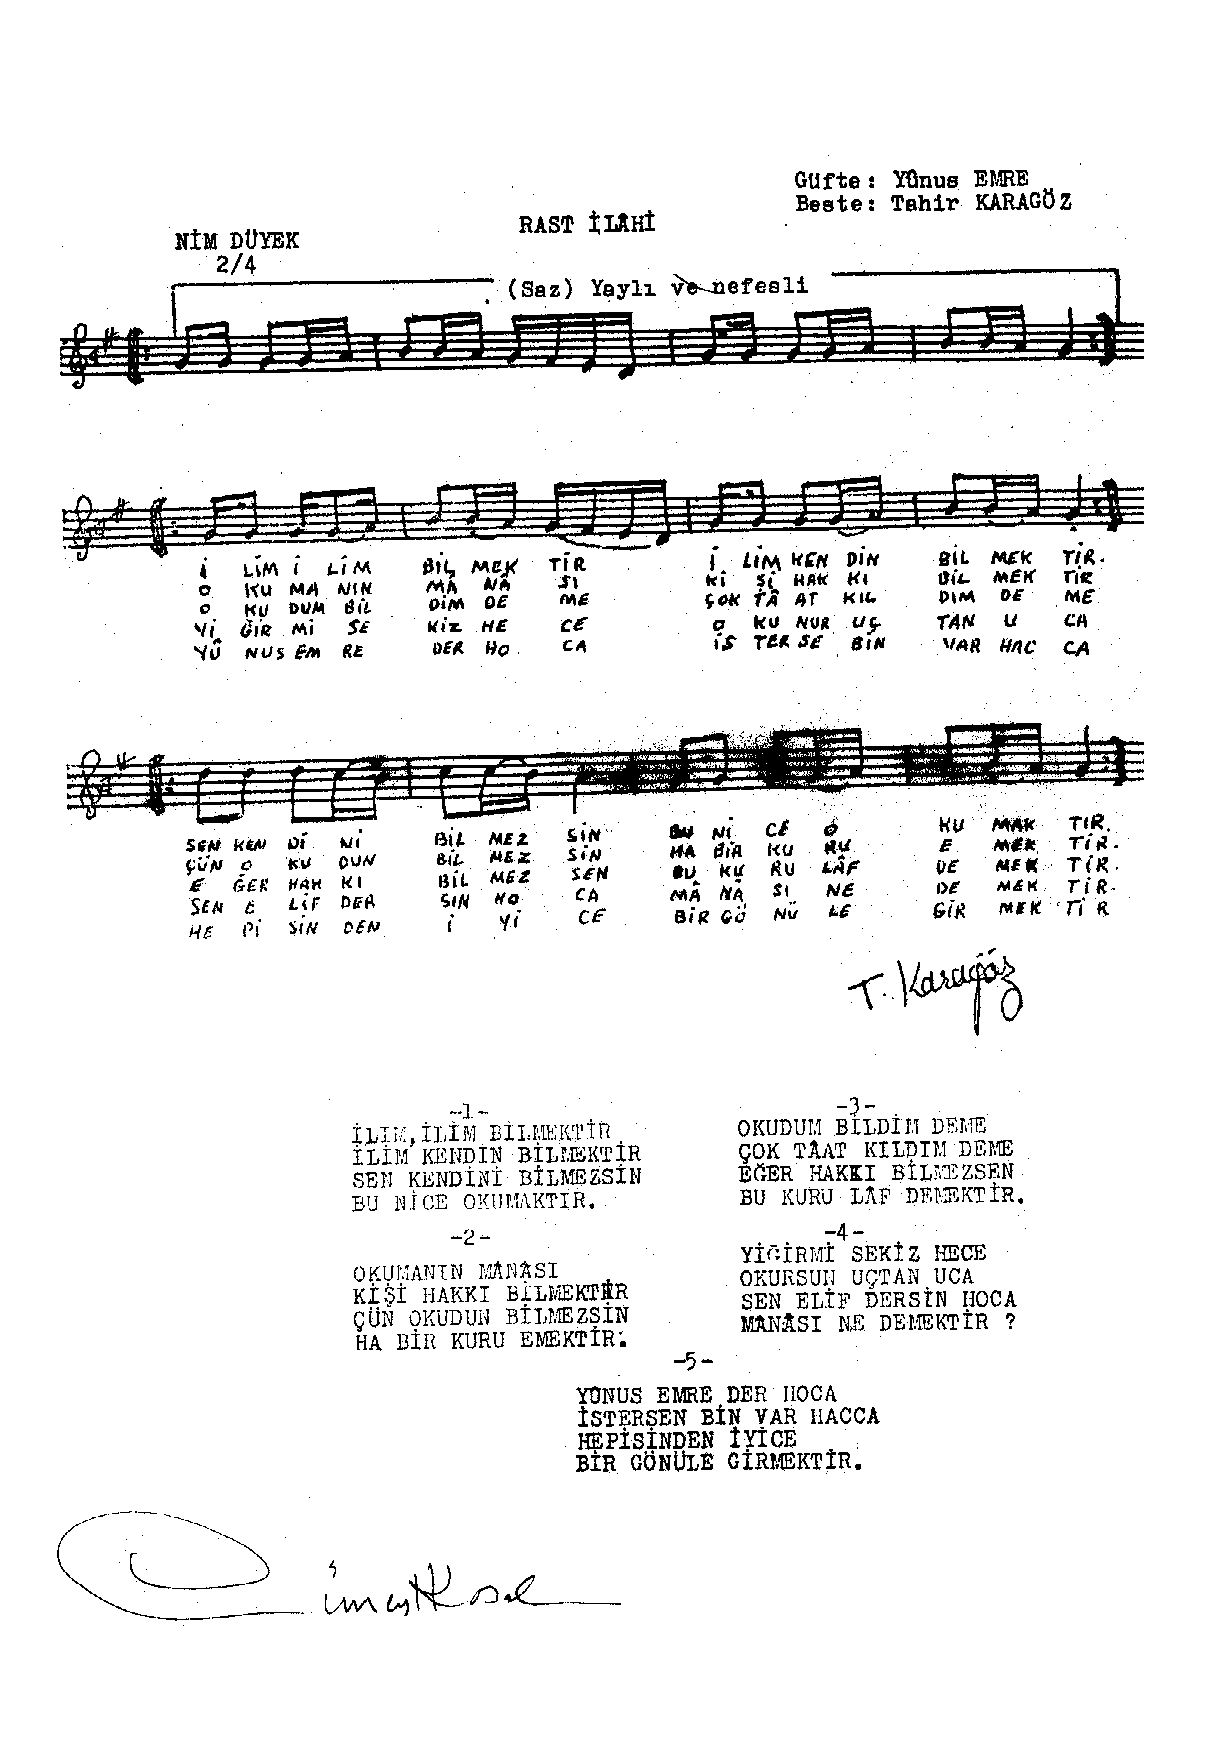 Güfte: Yûnus EMRE
Beste: Tahir KARAGÖZ
RAST İLÂHİ
NİM DÜYEK
2/4
(Saz) Yaylı ve nefesli
İ LİM İ LİM BİL MEK TİR İ LİM KEN DİN BİL MEK TİR.
O KU MA NIN MÂ NÂ SI Kİ Şİ HAK KI BİL MEK TİR
O KU DUM BİL DİM DE ME ÇOK TÂ AT KIL DIM DE ME
Yİ ĞİR Mİ SE KİZ HE CE O KU NUR UÇ TAN U CA
YÛ NUS EM RE DER HO CA İS TER SE BİN VAR HAC CA
SEN KEN Dİ Nİ BİL MEZ SİN BU Nİ CE O KU MAK TIR.
ÇÜN O KU DUN BİL MEZ SİN HA BİR KU RU E MEK TİR.
E ĞER HAK KI BİL MEZ SEN BU KU RU LÂF DE MEK TİR.
SEN E LİF DER SIN HO CA MÂ NÂ SI NE DE MEK TİR.
HE Pİ SİN DEN İ Yİ CE BİR GÖ NÜ LE GİR MEK TİR
T. Karagöz
-1-
İLİM, İLİM BİLMEKTİR
İLİM KENDIN BİLMEKTİR
SEN KENDİNİ BİLMEZSİN
BU NİCE OKUMAKTIR.
-2-
OKUMANIN MÂNÂSI
KİŞİ HAKKI BİLMEKTİR
ÇÜN OKUDUN BİLMEZSİN
HA BİR KURU EMEKTİR.
-3-
OKUDUM BİLDİM DEME
ÇOK TÂAT KILDIM DEME
EĞER HAKKI BİLMEZSEN
BU KURU LÂF DEMEKTİR.
-4-
YİĞİRMİ SEKİZ HECE
OKURSUN UÇTAN UCA
SEN ELİF DERSİN HOCA
MÂNÂSI NE DEMEKTİR ?
-5-
YÛNUS EMRE DER HOCA
İSTERSEN BİN VAR HACCA
HEPİSİNDEN İYİCE
BİR GÖNÜLE GİRMEKTİR.